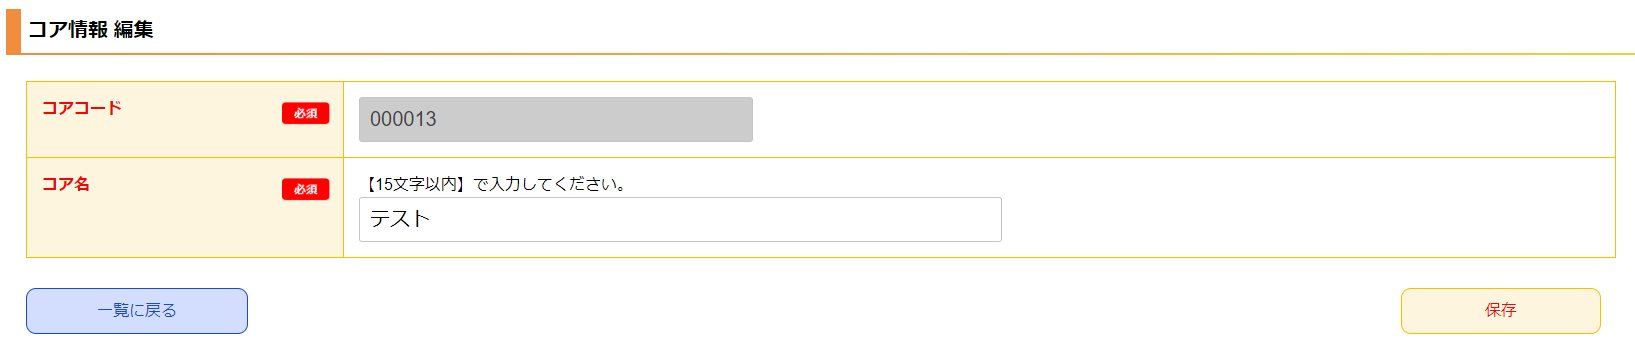 コア情報 編集
コアコード 必須
000013
コア名 必須
【15文字以内】で入力してください。
テスト
一覧に戻る
保存